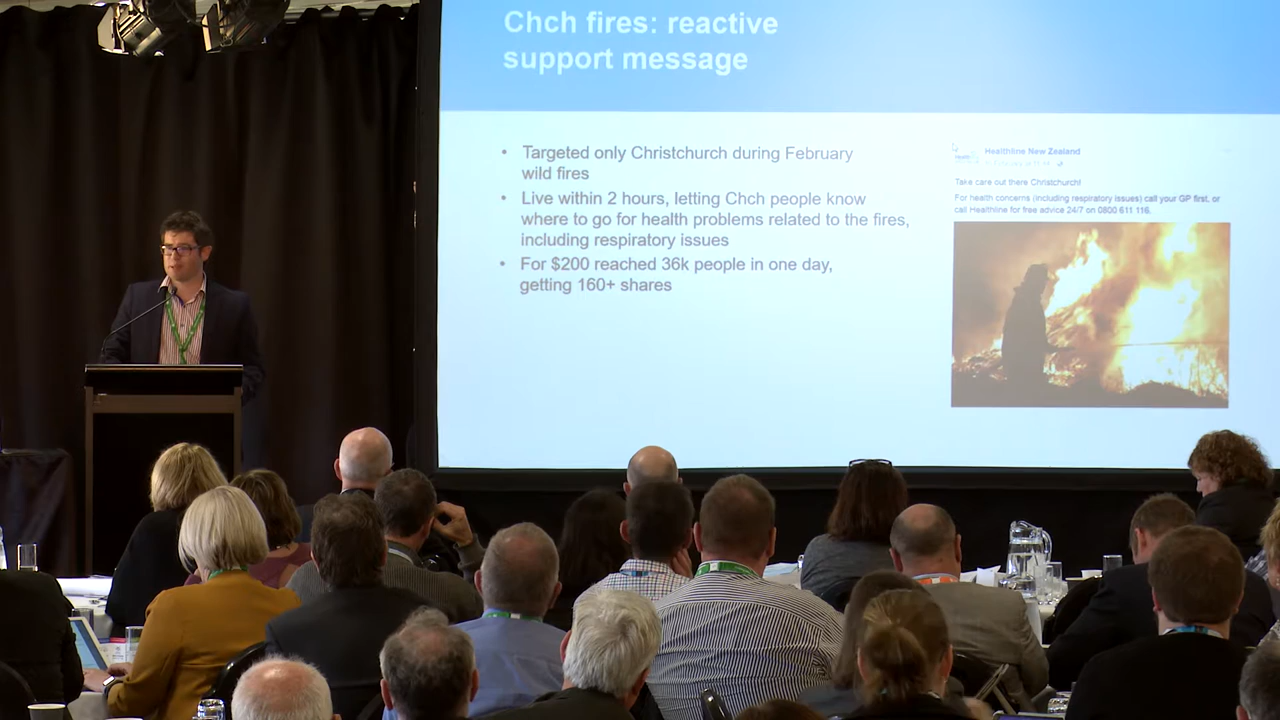 Chch fires: reactive
support message
• Targeted only Christchurch during February
wild fires
• Live within 2 hours, letting Chch people know
where to go for health problems related to the fires,
including respiratory issues
• For $200 reached 36k people in one day,
getting 160+ shares
Healthline New Zealand
Take care out there Christchurch!
For health concerns (including respiratory issues) call your GP first, or
call Healthline for free advice 24/7 on 0800 611 116.